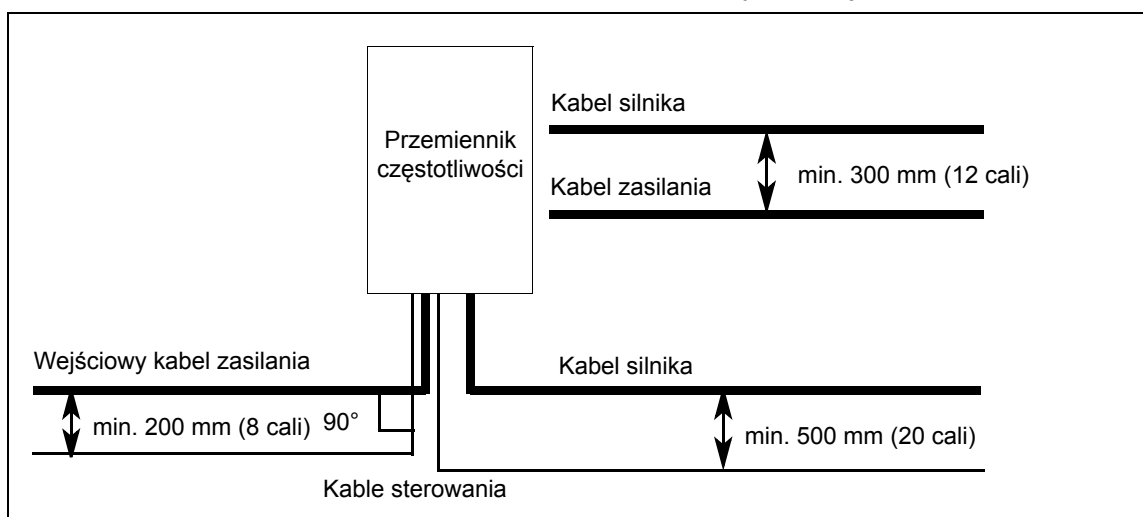 Kabel silnika
Przemiennik
częstotliwości
Kabel zasilania
min. 300 mm (12 cali)
Wejściowy kabel zasilania
Kabel silnika
min. 200 mm (8 cali)
90°
min. 500 mm (20 cali)
Kable sterowania